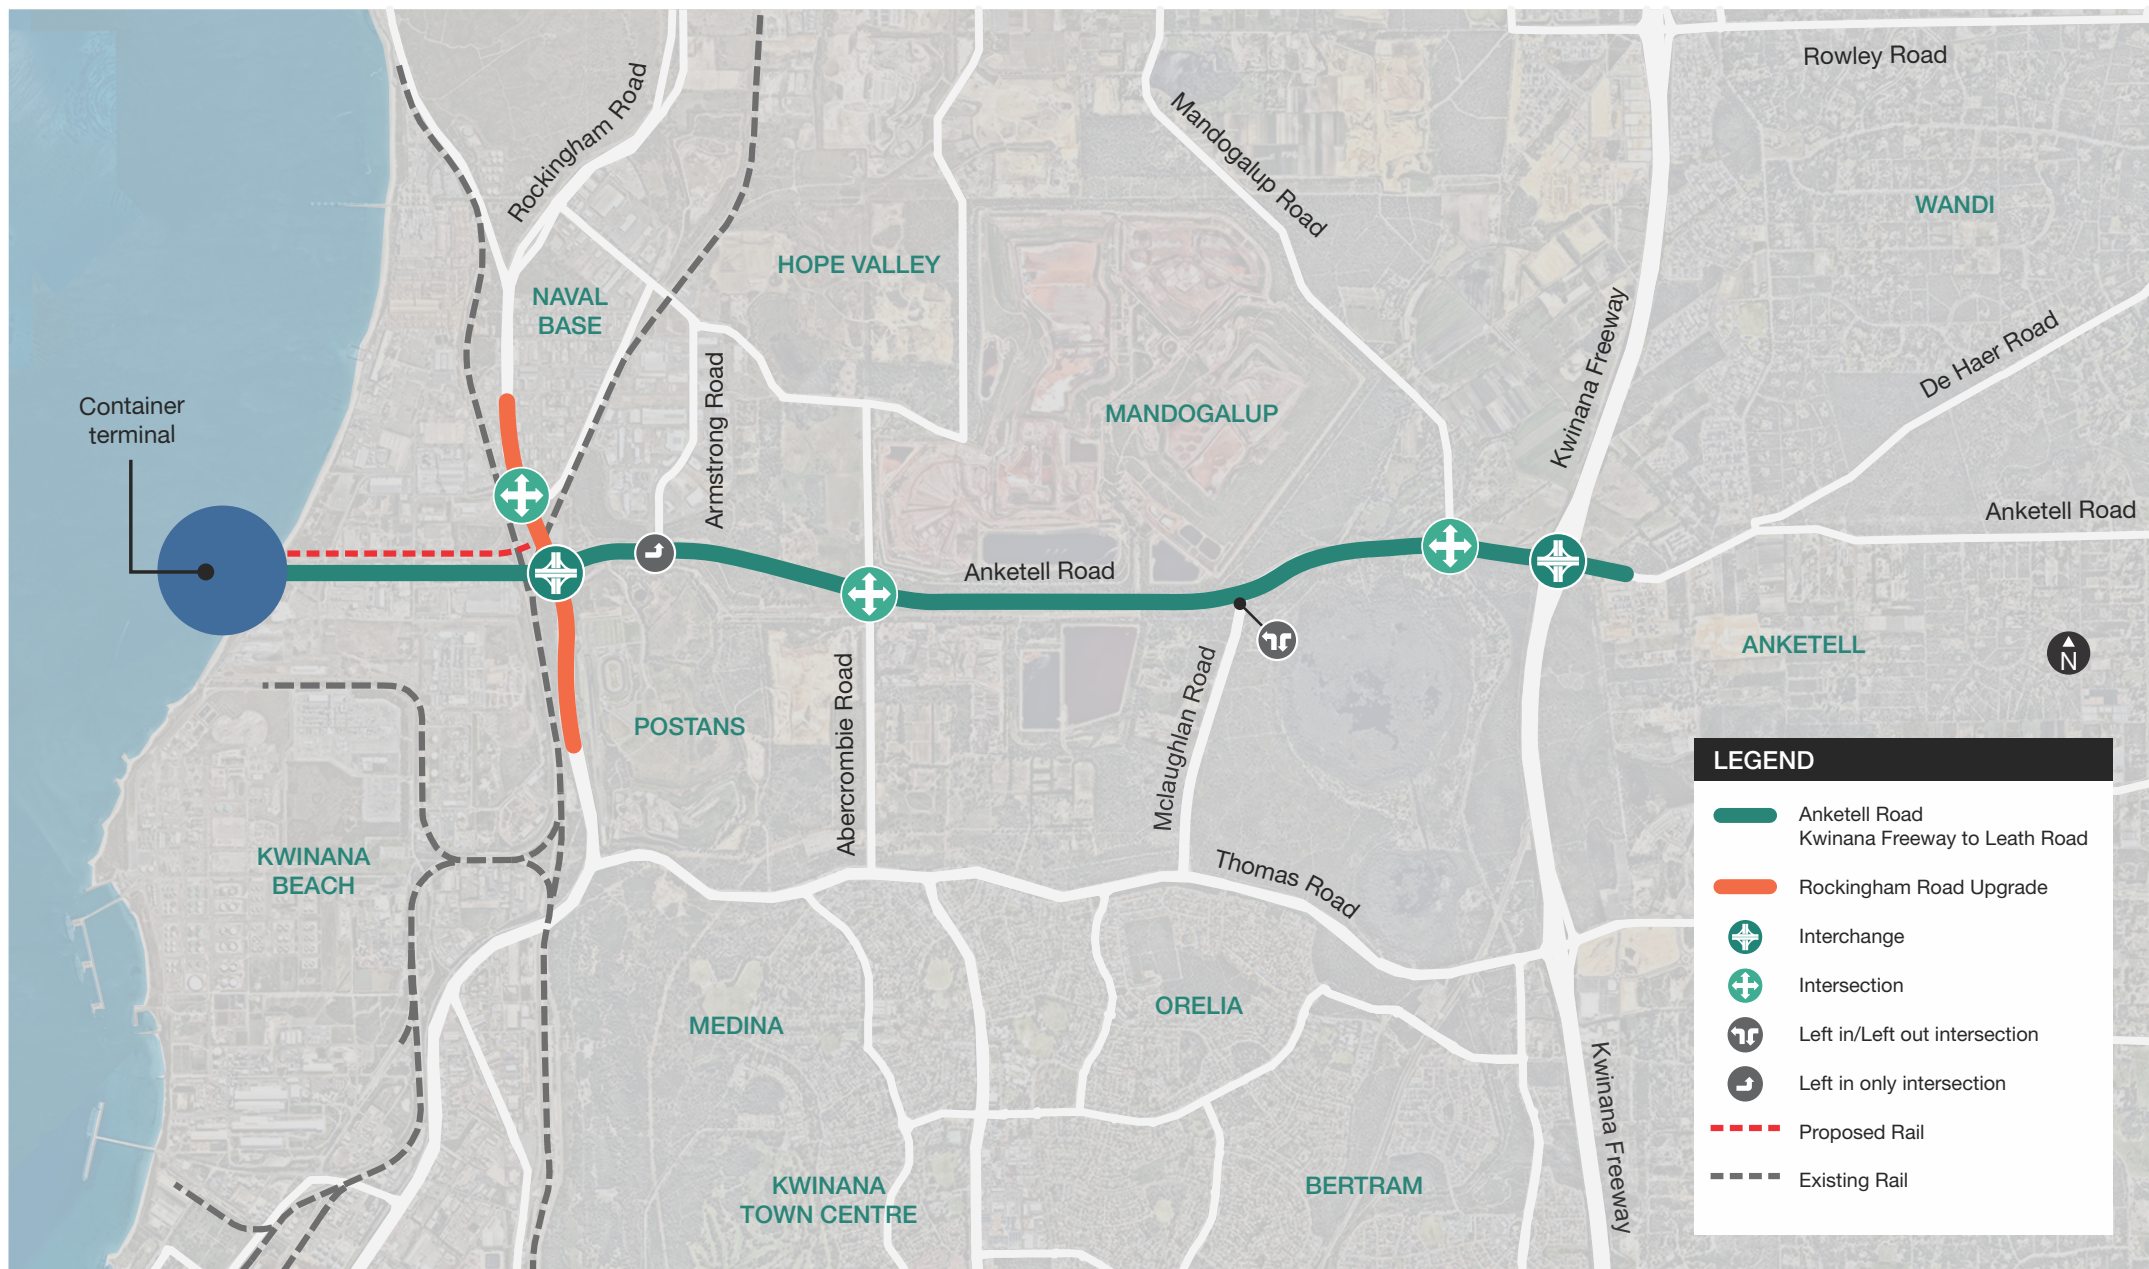 Rowley Road
Rockingham Road
Mandogalup Road
WANDI
HOPE VALLEY
NAVAL
BASE
Kwinana Freeway
De Haer Road
Armstrong Road
MANDOGALUP
Container
terminal
Anketell Road
Anketell Road
ANKETELL
N
Abercrombie Road
Mclaughlan Road
POSTANS
KWINANA
BEACH
Thomas Road
MEDINA
ORELIA
Kwinana Freeway
KWINANA
TOWN CENTRE
BERTRAM
LEGEND
Anketell Road
Kwinana Freeway to Leath Road
Rockingham Road Upgrade
Interchange
Intersection
Left in/Left out intersection
Left in only intersection
Proposed Rail
Existing Rail